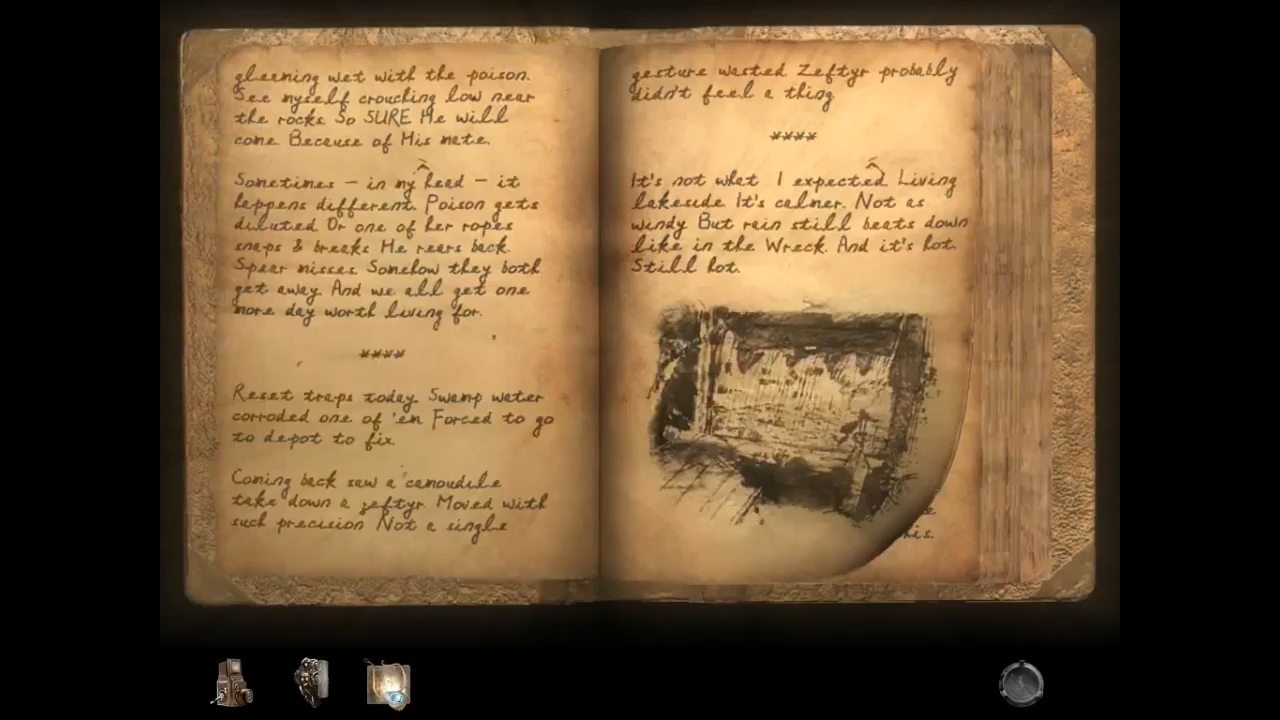 gleaming wet with the poison.
See myself crouching low near
the rocks So SURE He will
come. Because of His mate.
Sometimes - in my head - it
happens different. Poison gets
diluted Or one of her ropes
snaps & breaks He rears back.
Spear misses. Somehow they both
get away. And we all get one
more day worth living for.
****
Reset traps today. Swamp water
corroded one of 'em Forced to go
to depot to fix.
Coming back saw a camoudile
take down a zeftyr. Moved with
such precision Not a single
gesture wasted Zeftyr probably
didn't feel a thing
****
It's not what I expected Living
lakeside. It's calmer. Not as
windy But rain still beats down
like in the Wreck. And it's hot.
Still hot.